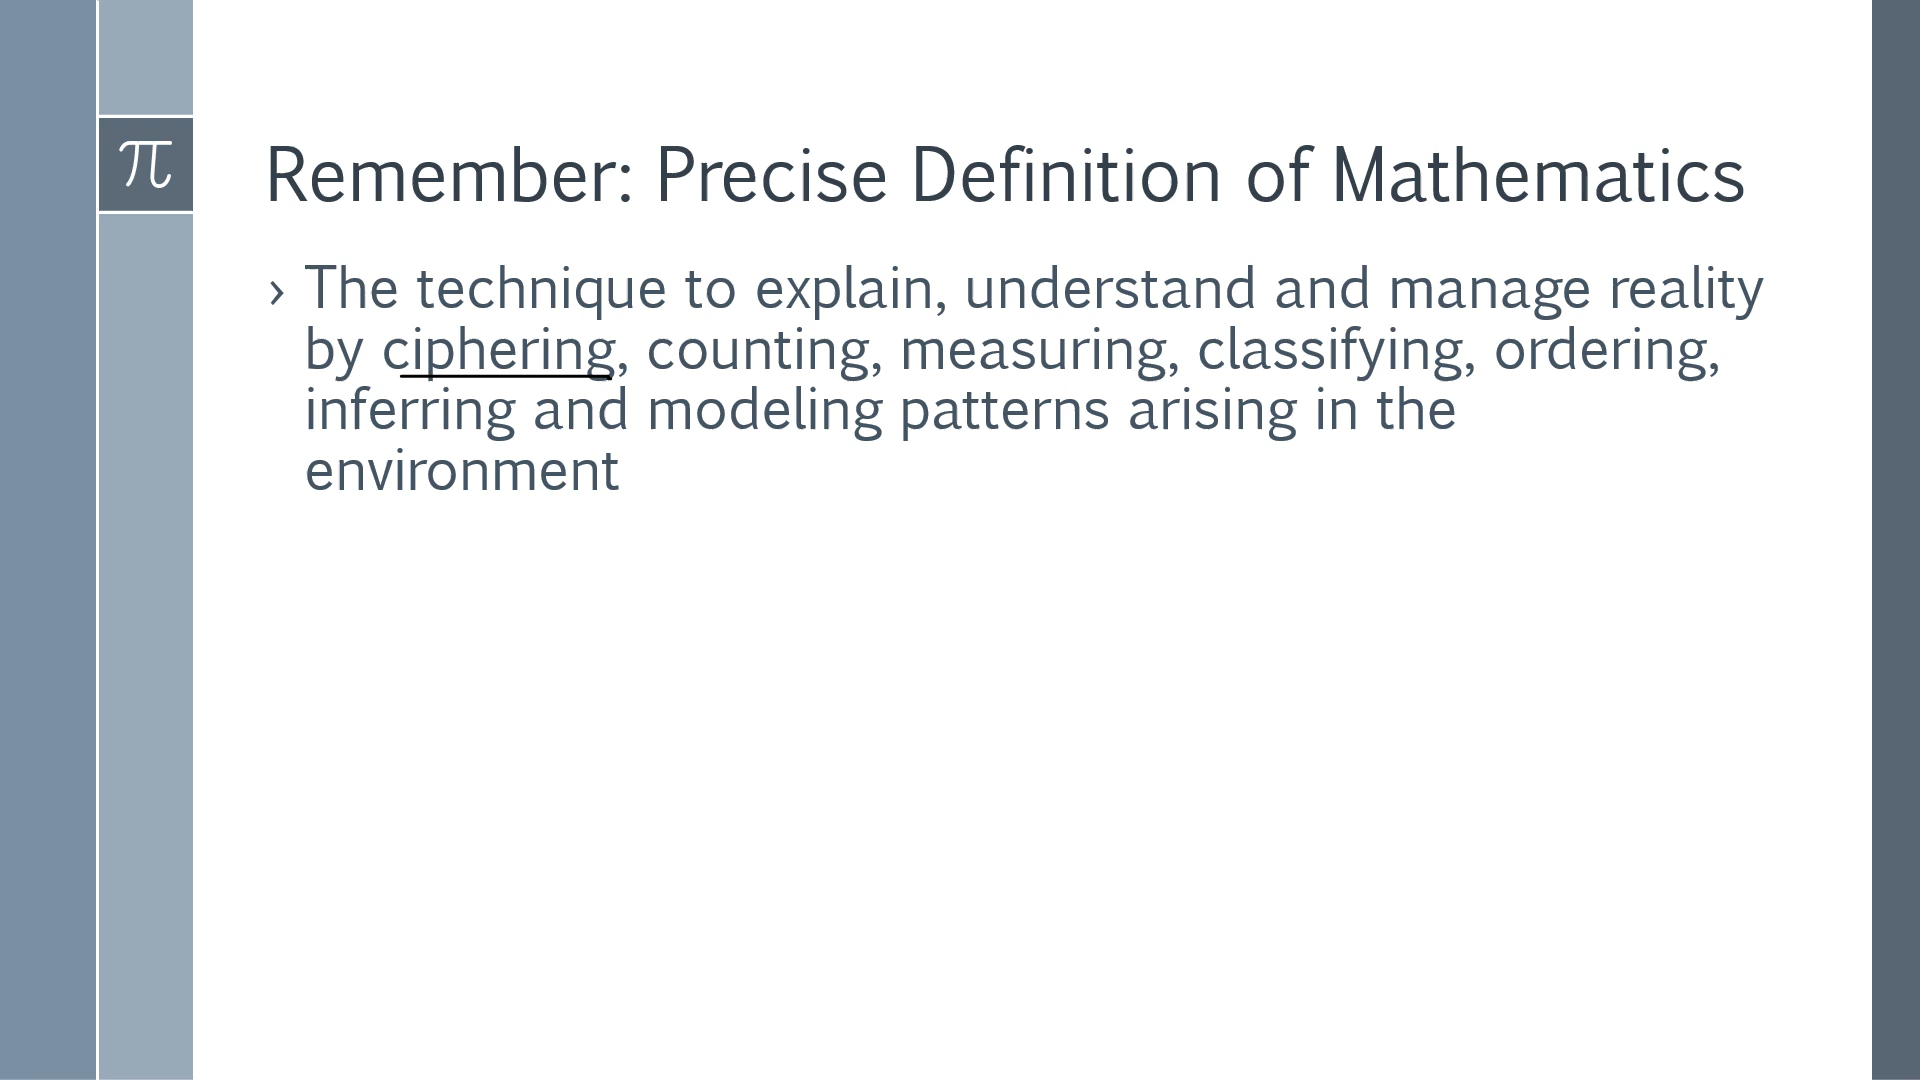 π
Remember: Precise Definition of Mathematics
› The technique to explain, understand and manage reality
by ciphering, counting, measuring, classifying, ordering,
inferring and modeling patterns arising in the
environment